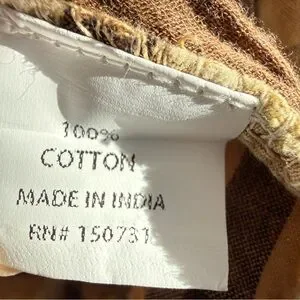 100%
COTTON
MADE IN INDIA
RN# 150731